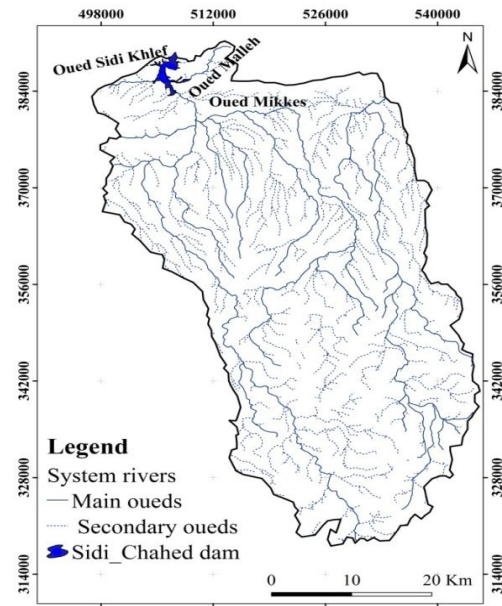 498000 512000 526000 540000
N
Oued Sidi Khlef
Oued Malleh
Oued Mikkes
384000 384000
370000 370000
356000 356000
342000 342000
328000 328000
314000 314000
Legend
System rivers
Main oueds
Secondary oueds
Sidi_Chahed dam
0 10 20 Km